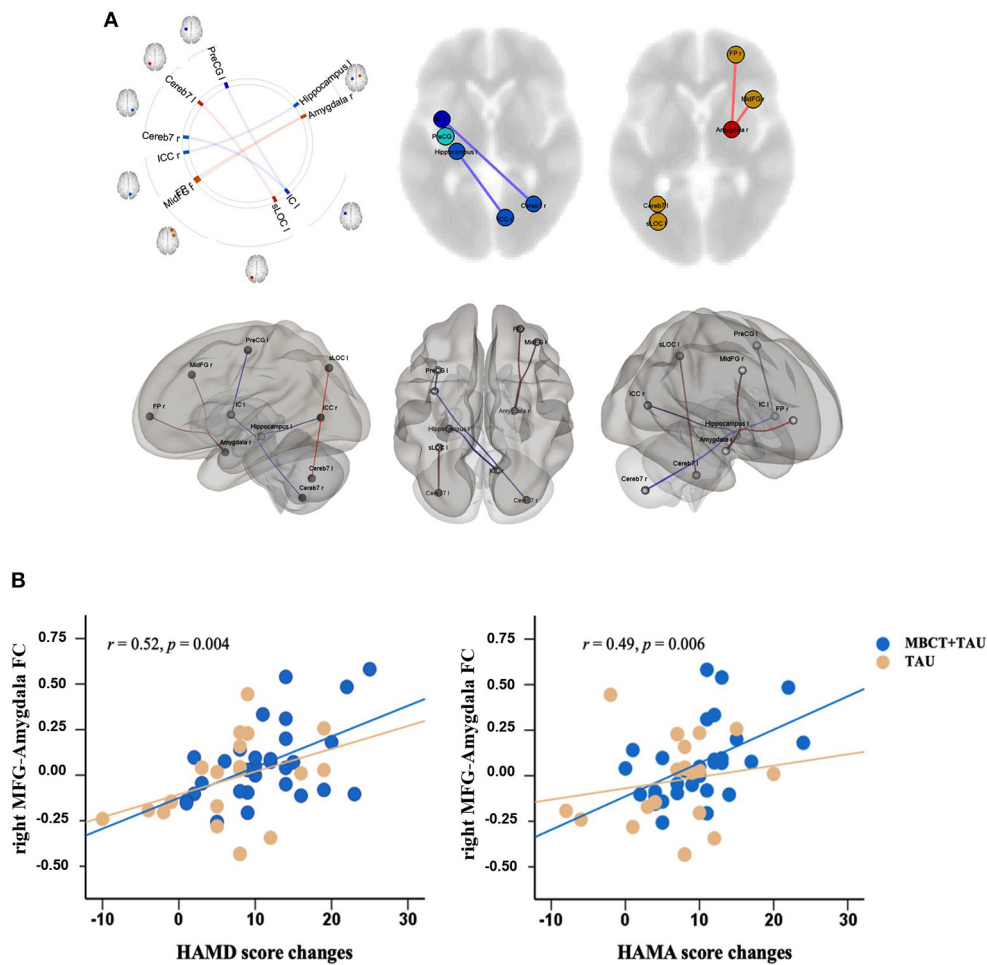 A
PreCG l
Cereb7 l
Cereb7 r
ICC r
MidFG r
sLOC l
IC l
Amygdala r
Hippocampus l
PreCG
Hippocampus l
Cereb7 r
ICC r
FP r
MidFG r
Amygdala r
Cereb7 l
sLOC l
PreCG l
sLOC l
MidFG r
FP r
IC l
ICC r
Hippocampus l
Amygdala r
Cereb7 l
Cereb7 r
MidFG r
PreCG l
Amygdala r
Hippocampus l
sLOC l
Cereb7 l
Cereb7 r
PreCG l
sLOC l
MidFG r
ICC r
IC l
FP r
Hippocampus l
Amygdala r
Cereb7 l
Cereb7 r
B
right MFG-Amygdala FC
0.75
0.50
0.25
0.00
-0.25
-0.50
r = 0.52, p = 0.004
-10 0 10 20 30
HAMD score changes
right MFG-Amygdala FC
0.75
0.50
0.25
0.00
-0.25
-0.50
r = 0.49, p = 0.006
-10 0 10 20 30
HAMA score changes
MBCT+TAU
TAU